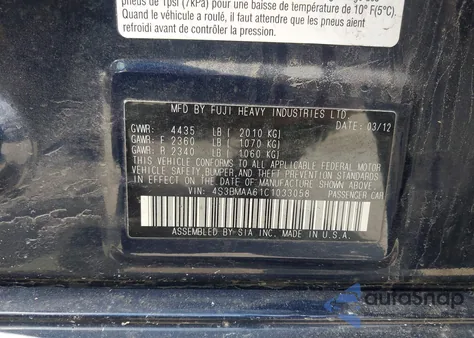 pneus de 1psi (7kPa) pour une baisse de température de 10° F(5°C).
Quand le véhicule a roulé, il faut attendre que les pneus aient
refroidi avant de contrôler la pression.
MFD BY FUJI HEAVY INDUSTRIES LTD.
DATE: 03/12
GVWR: 4435 LB ( 2010 KG)
GAWR: F 2360 LB ( 1070 KG)
GAWR: R 2340 LB ( 1060 KG)
THIS VEHICLE CONFORMS TO ALL APPLICABLE FEDERAL MOTOR
VEHICLE SAFETY, BUMPER, AND THEFT PREVENTION STANDARDS
IN EFFECT ON THE DATE OF MANUFACTURE SHOWN ABOVE.
VIN: 4S3BMAA61C1033058 PASSENGER CAR
ASSEMBLED BY-SIA INC. MADE IN U.S.A.
autosnap